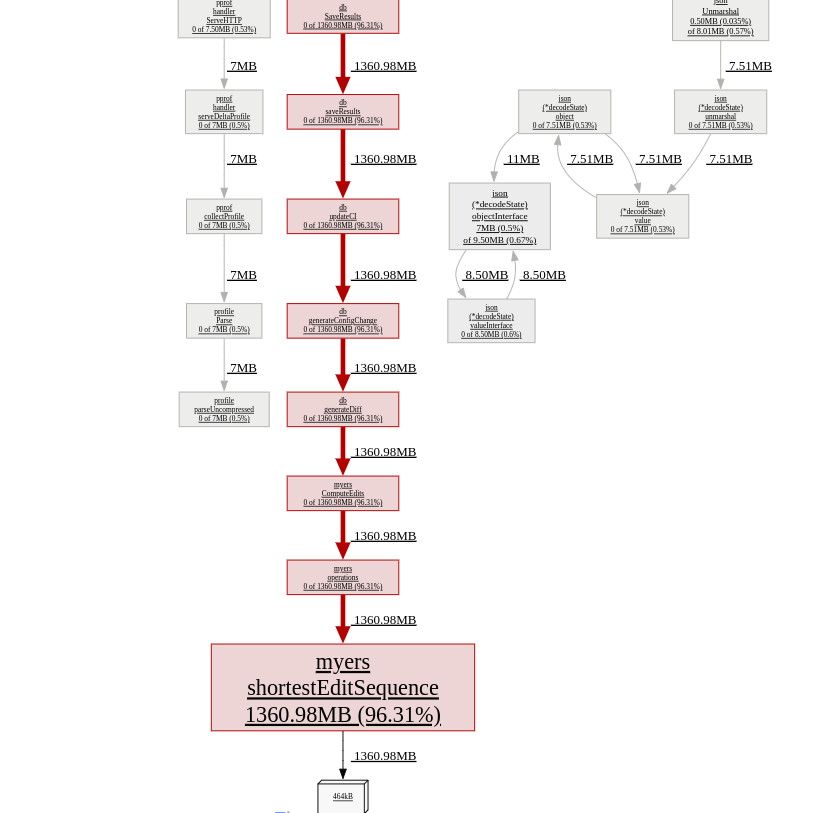 pprof
handler
ServeHTTP
0 of 7.50MB (0.53%)
7MB
pprof
handler
serveDeltaProfile
0 of 7MB (0.5%)
7MB
pprof
collectProfile
0 of 7MB (0.5%)
7MB
profile
Parse
0 of 7MB (0.5%)
7MB
profile
parseUncompressed
0 of 7MB (0.5%)
db
SaveResults
0 of 1360.98MB (96.31%)
1360.98MB
db
saveResults
0 of 1360.98MB (96.31%)
1360.98MB
db
updateCI
0 of 1360.98MB (96.31%)
1360.98MB
db
generateConfigChange
0 of 1360.98MB (96.31%)
1360.98MB
db
generateDiff
0 of 1360.98MB (96.31%)
1360.98MB
myers
ComputeEdits
0 of 1360.98MB (96.31%)
1360.98MB
myers
operations
0 of 1360.98MB (96.31%)
1360.98MB
myers
shortestEditSequence
1360.98MB (96.31%)
1360.98MB
464kB
json
Unmarshal
0.50MB (0.035%)
of 8.01MB (0.57%)
7.51MB
json
(*decodeState)
unmarshal
0 of 7.51MB (0.53%)
7.51MB
json
(*decodeState)
object
0 of 7.51MB (0.53%)
11MB
7.51MB
7.51MB
json
(*decodeState)
value
0 of 7.51MB (0.53%)
json
(*decodeState)
objectInterface
7MB (0.5%)
of 9.50MB (0.67%)
8.50MB
8.50MB
json
(*decodeState)
valueInterface
0 of 8.50MB (0.6%)